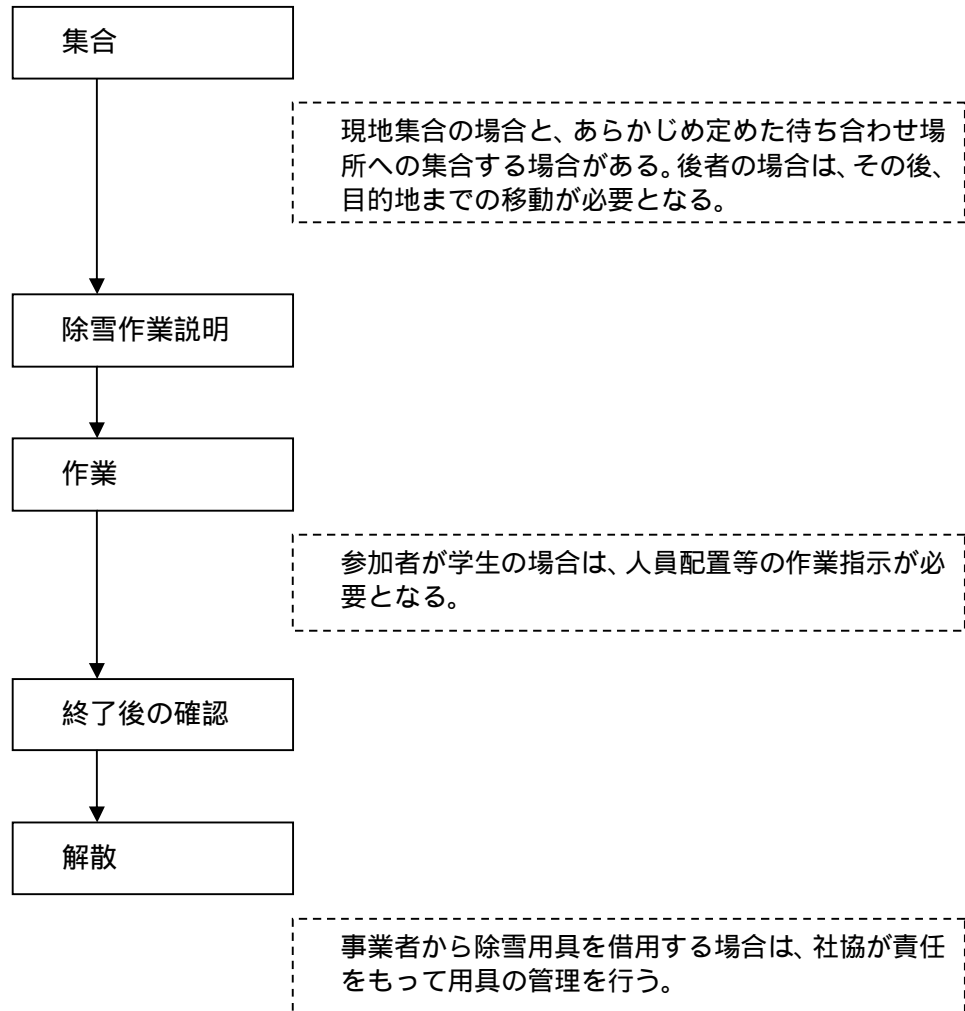 集合
現地集合の場合と、あらかじめ定めた待ち合わせ場
所への集合する場合がある。後者の場合は、その後、
目的地までの移動が必要となる。
除雪作業説明
作業
参加者が学生の場合は、人員配置等の作業指示が必
要となる。
終了後の確認
解散
事業者から除雪用具を借用する場合は、社協が責任
をもって用具の管理を行う。